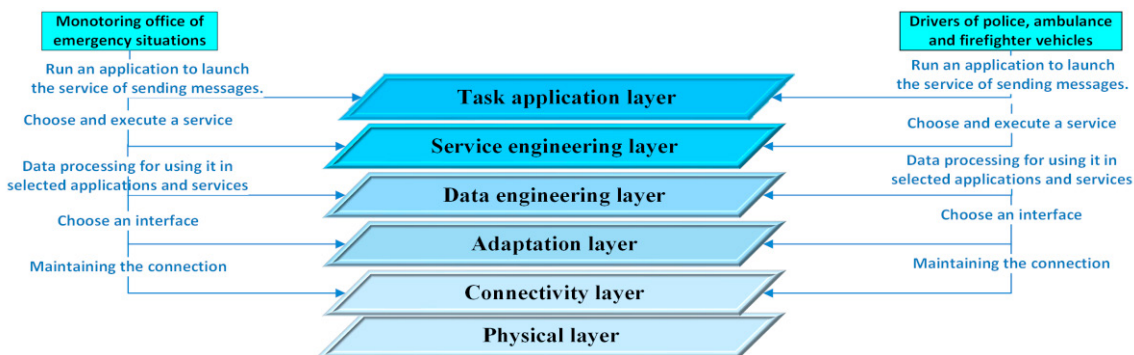 Monotoring office of
emergency situations
Run an application to launch
the service of sending messages.
Choose and execute a service
Data processing for using it in
selected applications and services
Choose an interface
Maintaining the connection
Task application layer
Service engineering layer
Data engineering layer
Adaptation layer
Connectivity layer
Physical layer
Drivers of police, ambulance
and firefighter vehicles
Run an application to launch
the service of sending messages.
Choose and execute a service
Data processing for using it in
selected applications and services
Choose an interface
Maintaining the connection